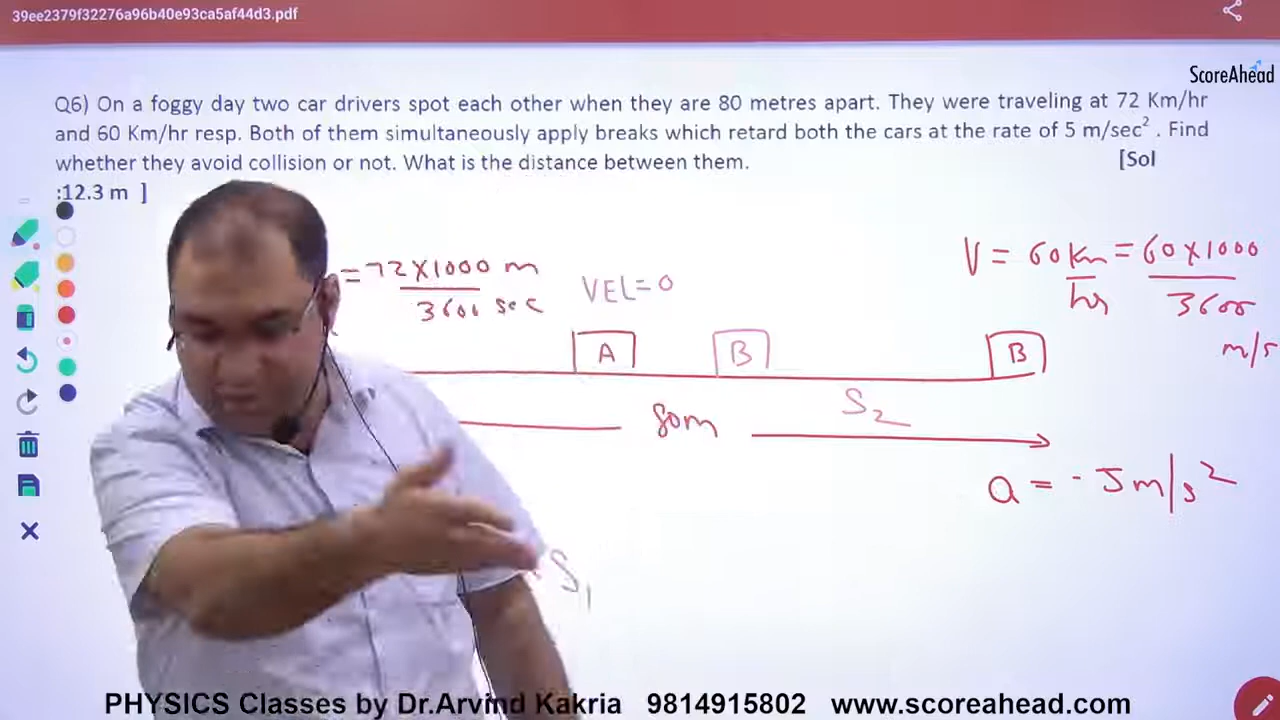 39ee2379f32276a96b40e93ca5af44d3.pdf
ScoreAhead
Q6) On a foggy day two car drivers spot each other when they are 80 metres apart. They were traveling at 72 Km/hr
and 60 Km/hr resp. Both of them simultaneously apply breaks which retard both the cars at the rate of 5 m/sec² . Find
whether they avoid collision or not. What is the distance between them. [Sol
:12.3 m ]
= 72 X 1000 m
3600 sec
VEL = 0
V = 60 Km = 60 X 1000
hr 3600
m/s
A B B
80m
S2
a = - 5 m/s²
S1
PHYSICS Classes by Dr.Arvind Kakria 9814915802 www.scoreahead.com